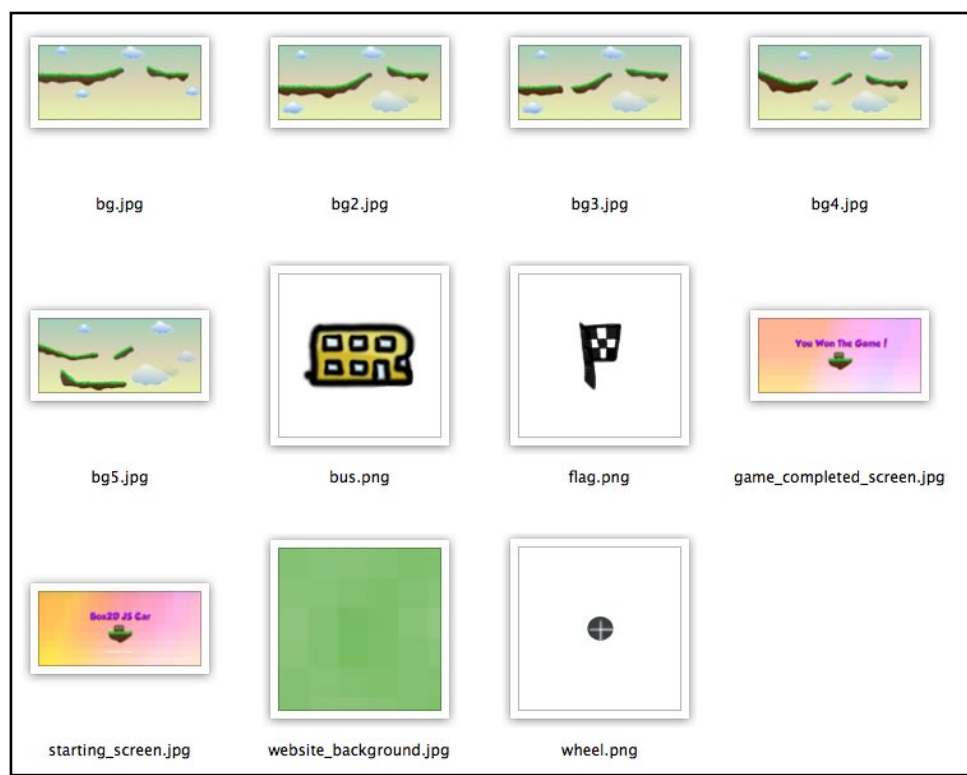 bg.jpg
bg2.jpg
bg3.jpg
bg4.jpg
You Won The Game !
bg5.jpg
bus.png
flag.png
game_completed_screen.jpg
Box2D JS Car
starting_screen.jpg
website_background.jpg
wheel.png